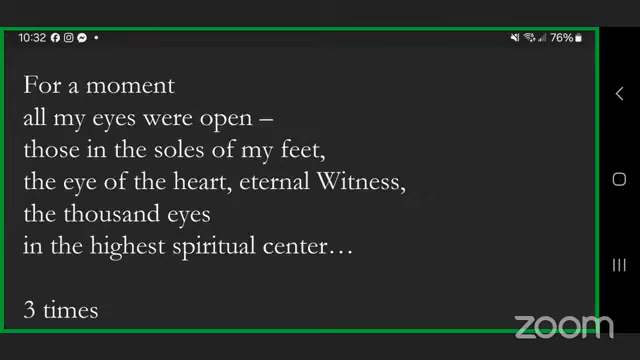 10:32
76%
For a moment
all my eyes were open –
those in the soles of my feet,
the eye of the heart, eternal Witness,
the thousand eyes
in the highest spiritual center…
3 times
zoom